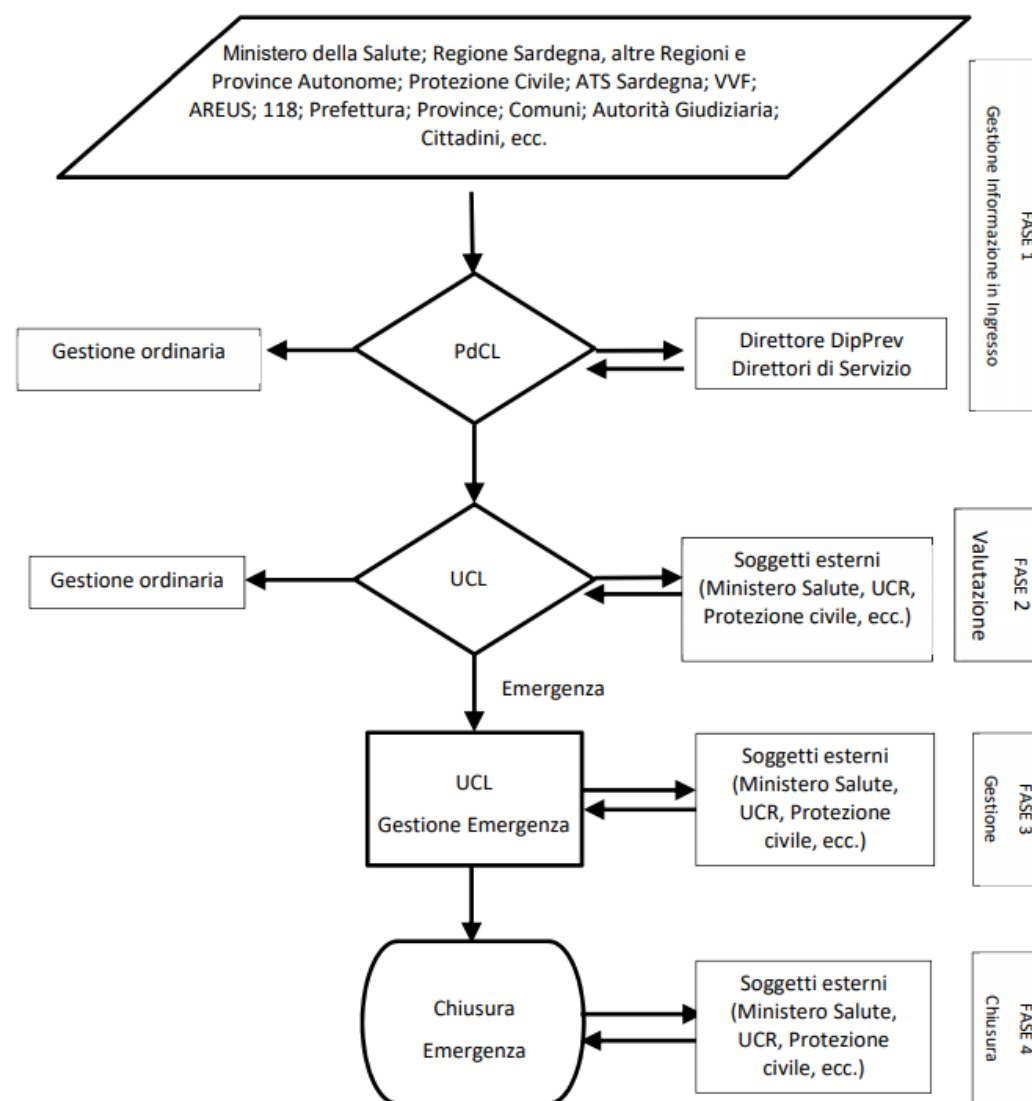 Ministero della Salute; Regione Sardegna, altre Regioni e
Province Autonome; Protezione Civile; ATS Sardegna; VVF;
AREUS; 118; Prefettura; Province; Comuni; Autorità Giudiziaria;
Cittadini, ecc.
FASE 1
Gestione Informazione in Ingresso
Gestione ordinaria
PdCL
Direttore DipPrev
Direttori di Servizio
Gestione ordinaria
UCL
Soggetti esterni
(Ministero Salute, UCR,
Protezione civile, ecc.)
FASE 2
Valutazione
Emergenza
UCL
Gestione Emergenza
Soggetti esterni
(Ministero Salute,
UCR, Protezione
civile, ecc.)
FASE 3
Gestione
Chiusura
Emergenza
Soggetti esterni
(Ministero Salute,
UCR, Protezione
civile, ecc.)
FASE 4
Chiusura